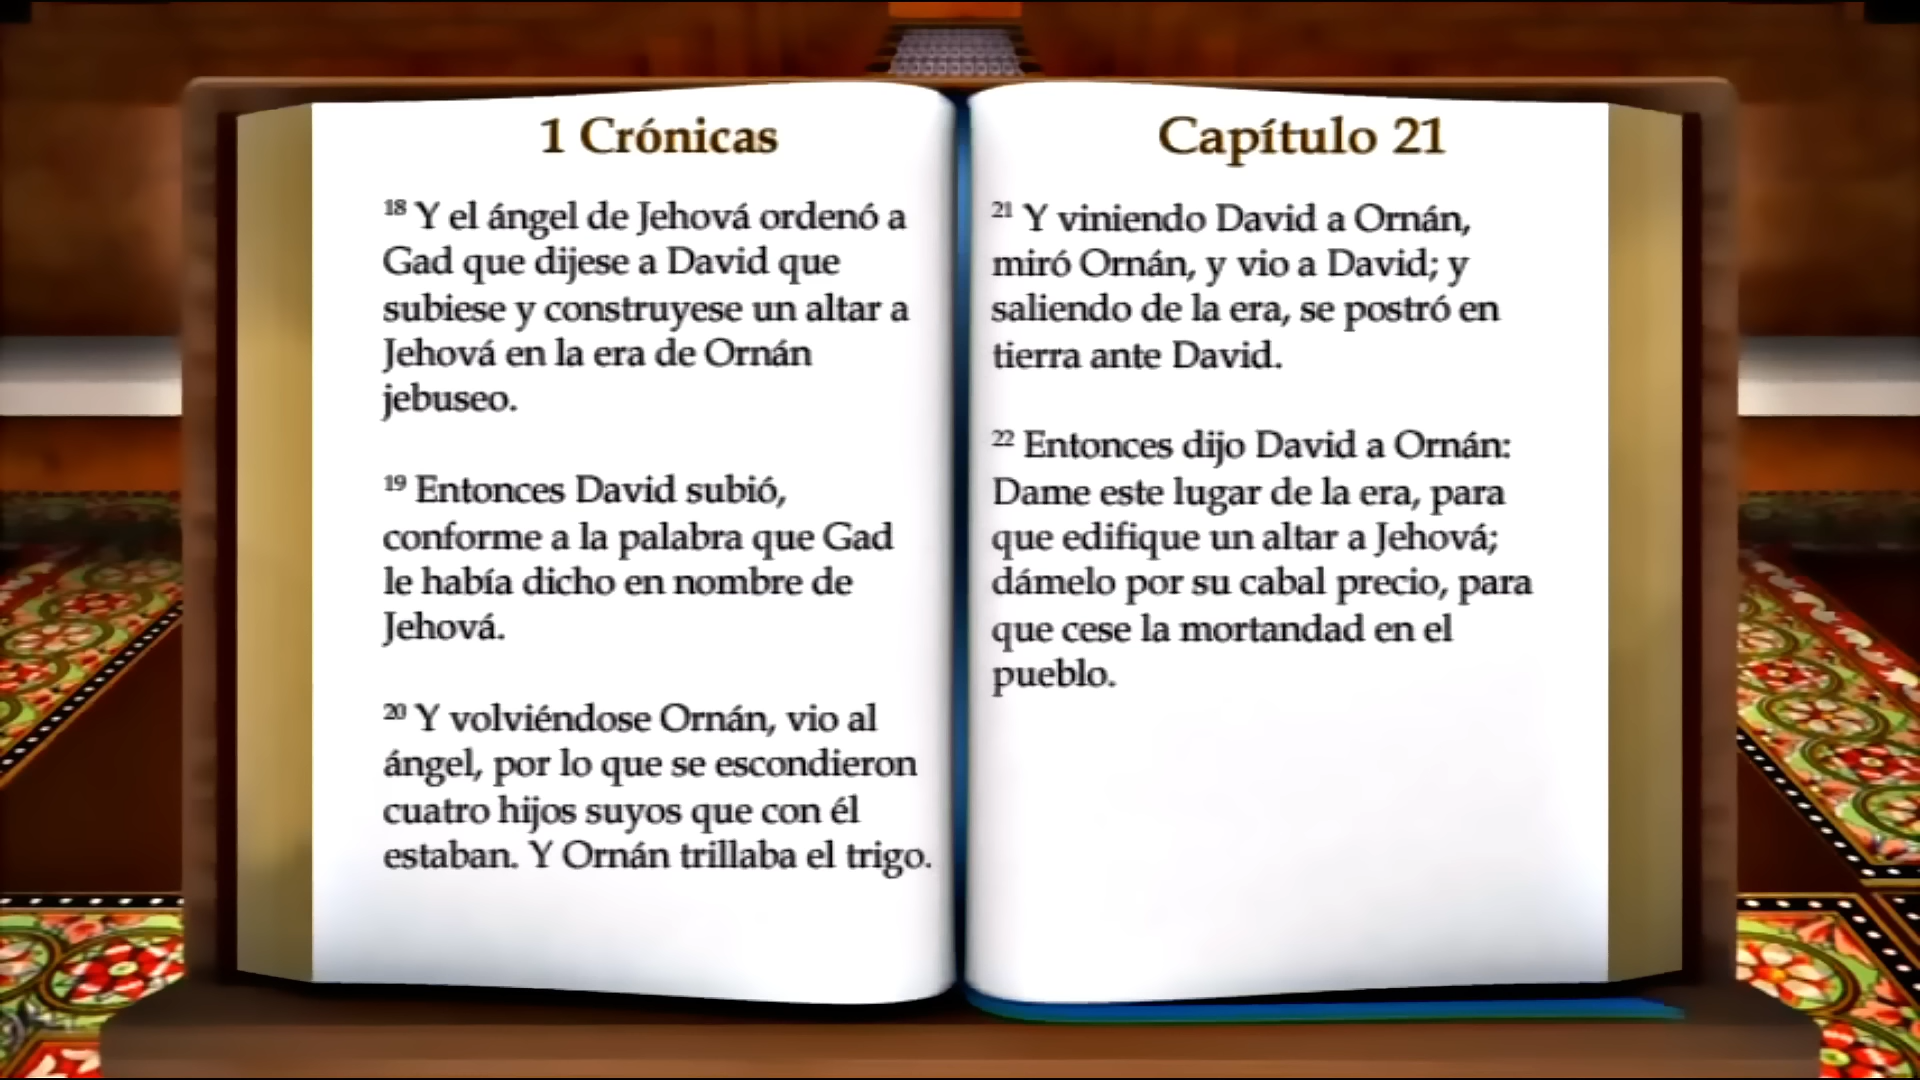 1 Crónicas
18 Y el ángel de Jehová ordenó a
Gad que dijese a David que
subiese y construyese un altar a
Jehová en la era de Ornán
jebuseo.
19 Entonces David subió,
conforme a la palabra que Gad
le había dicho en nombre de
Jehová.
20 Y volviéndose Ornán, vio al
ángel, por lo que se escondieron
cuatro hijos suyos que con él
estaban. Y Ornán trillaba el trigo.
Capítulo 21
21 Y viniendo David a Ornán,
miró Ornán, y vio a David; y
saliendo de la era, se postró en
tierra ante David.
22 Entonces dijo David a Ornán:
Dame este lugar de la era, para
que edifique un altar a Jehová;
dámelo por su cabal precio, para
que cese la mortandad en el
pueblo.